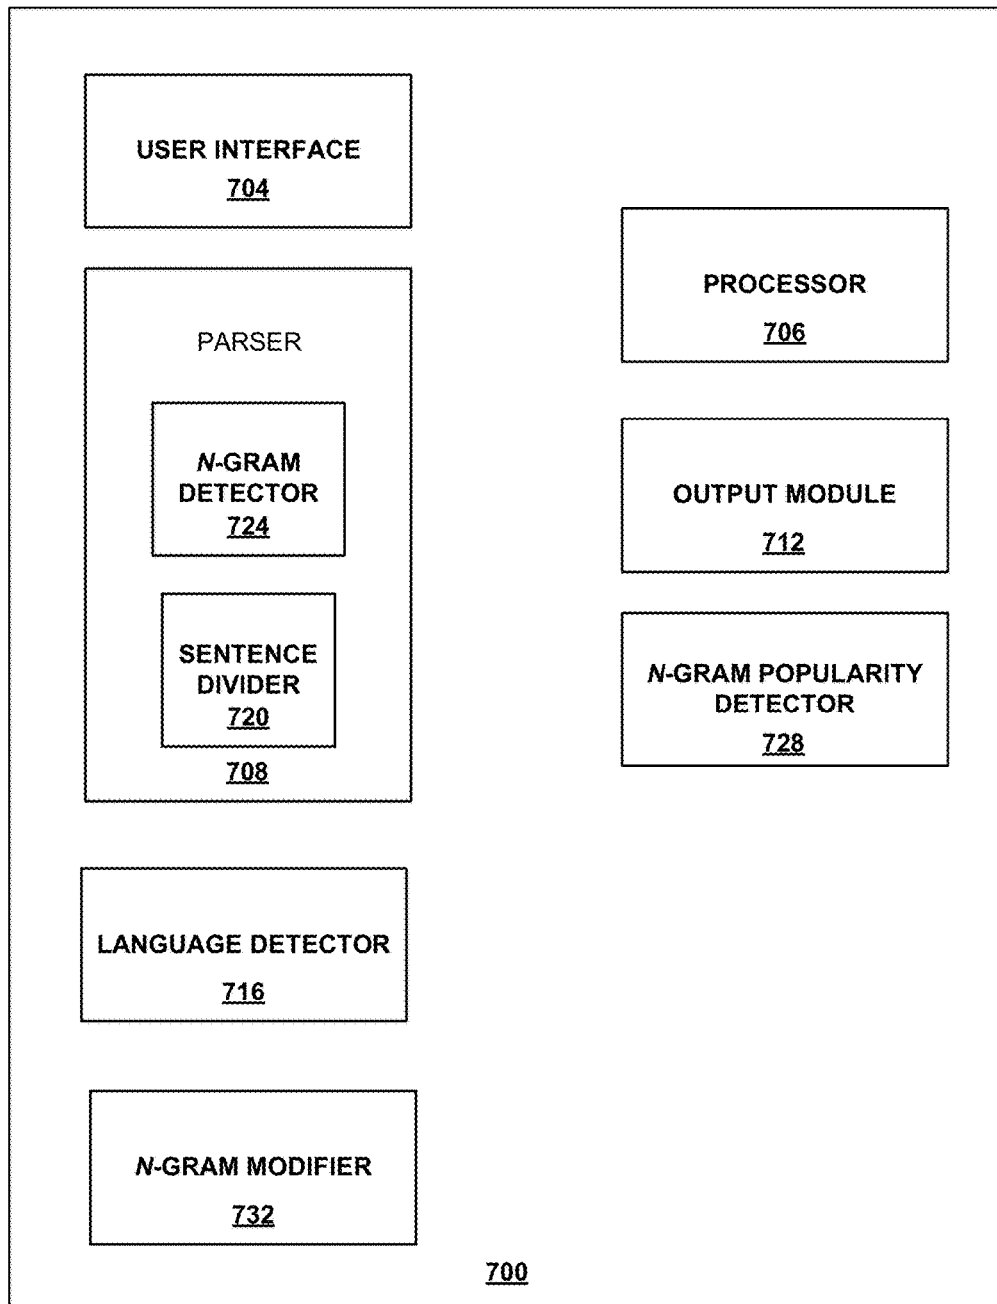 USER INTERFACE
704
PARSER
N-GRAM
DETECTOR
724
SENTENCE
DIVIDER
720
708
LANGUAGE DETECTOR
716
N-GRAM MODIFIER
732
PROCESSOR
706
OUTPUT MODULE
712
N-GRAM POPULARITY
DETECTOR
728
700